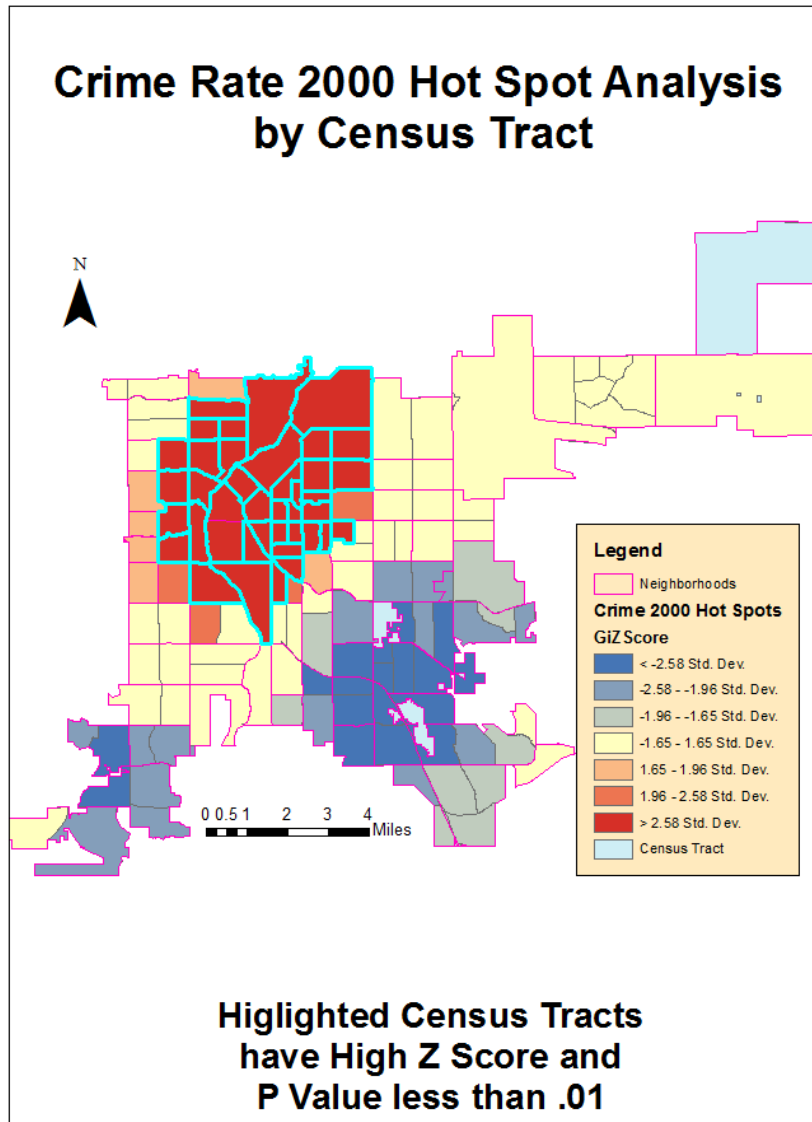 Crime Rate 2000 Hot Spot Analysis
by Census Tract
N
Legend
Neighborhoods
Crime 2000 Hot Spots
GiZ Score
< -2.58 Std. Dev.
-2.58 - -1.96 Std. Dev.
-1.96 - -1.65 Std. Dev.
-1.65 - 1.65 Std. Dev.
1.65 - 1.96 Std. Dev.
1.96 - 2.58 Std. Dev.
> 2.58 Std. Dev.
Census Tract
0 0.5 1 2 3 4
Miles
Higlighted Census Tracts
have High Z Score and
P Value less than .01